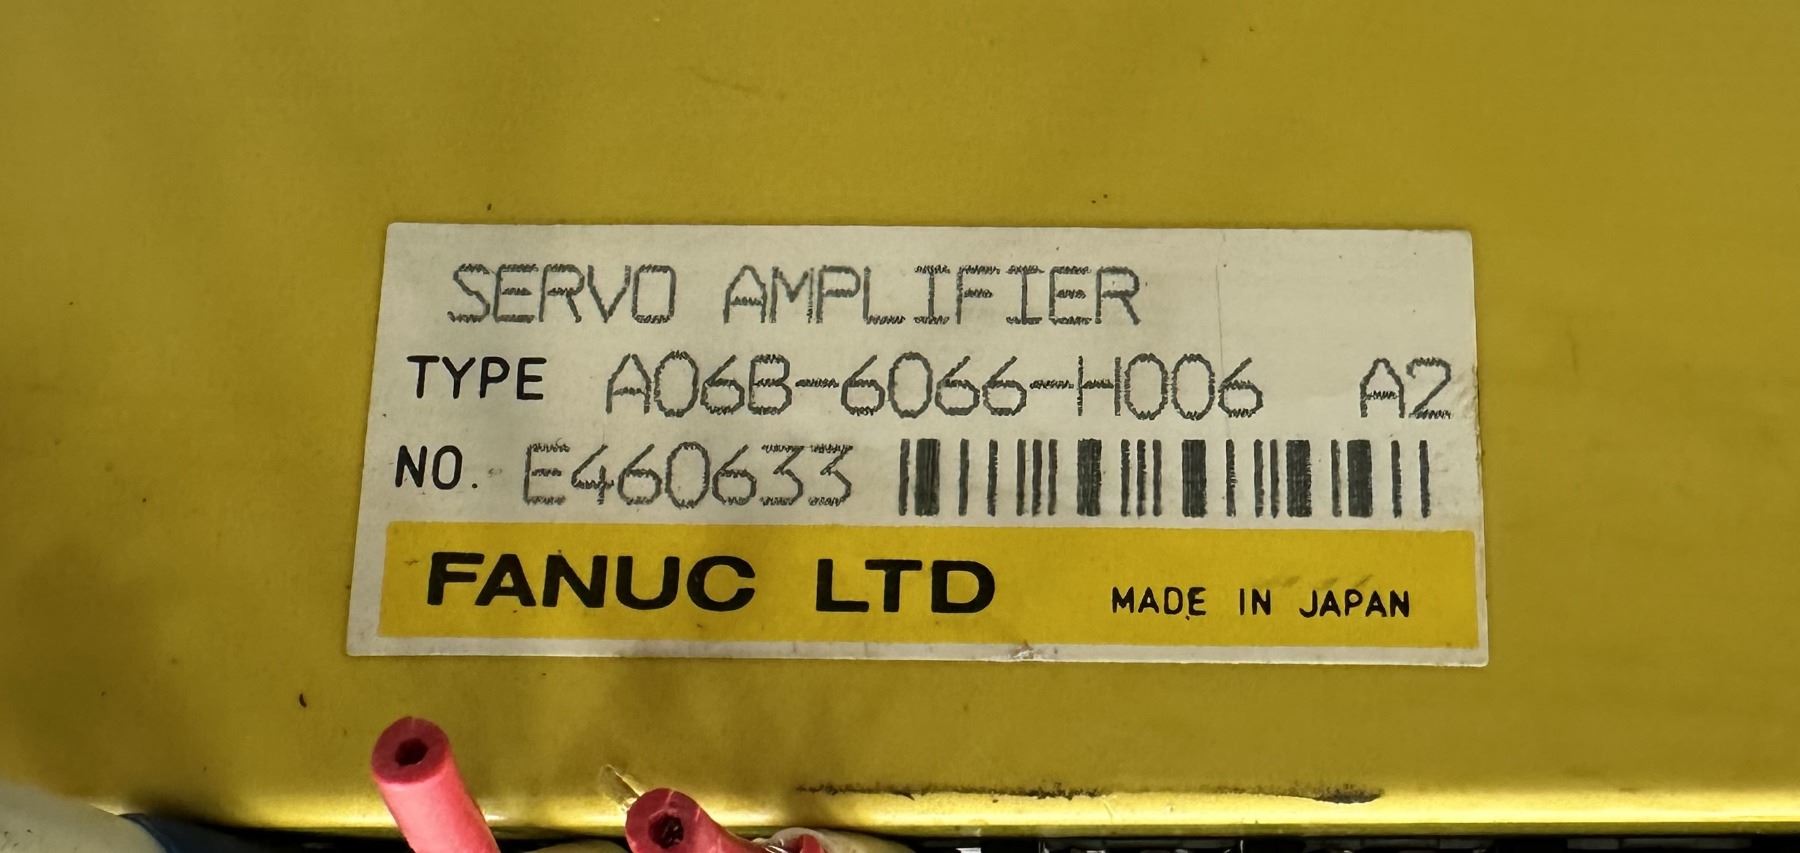 SERVO AMPLIFIER
TYPE A06B-6066-H006 A2
NO. E460633
FANUC LTD MADE IN JAPAN